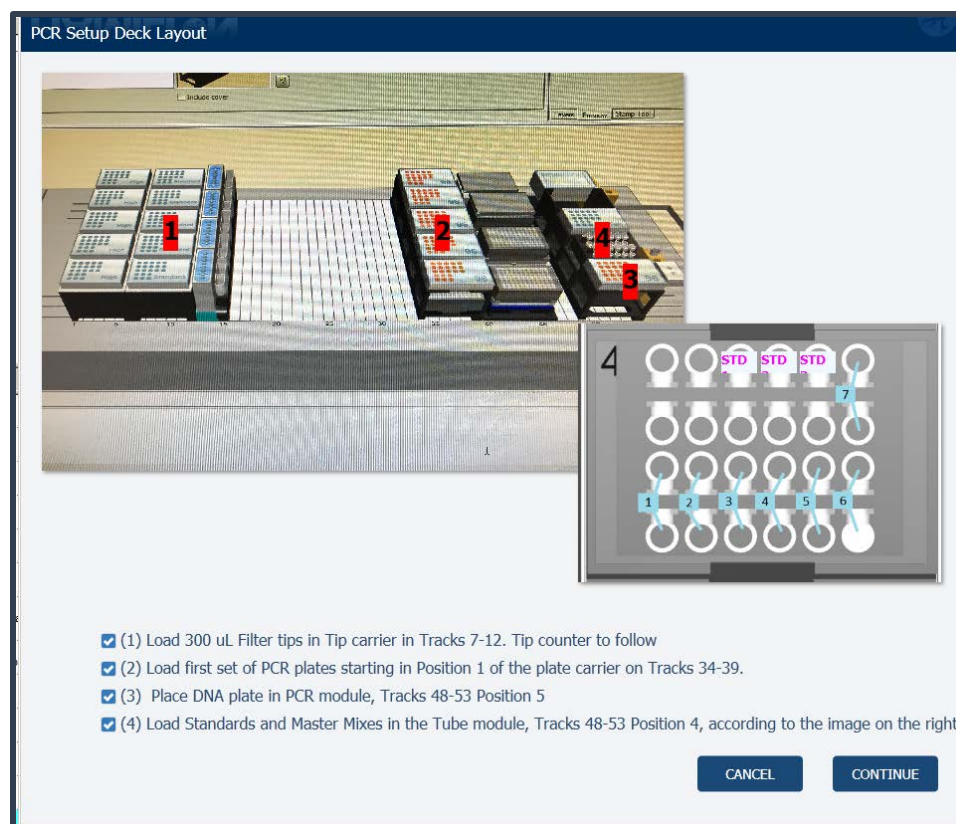 PCR Setup Deck Layout
Include cover
1
2
4
3
4
STD STD STD
7
1 2 3 4 5 6
(1) Load 300 uL Filter tips in Tip carrier in Tracks 7-12. Tip counter to follow
(2) Load first set of PCR plates starting in Position 1 of the plate carrier on Tracks 34-39.
(3) Place DNA plate in PCR module, Tracks 48-53 Position 5
(4) Load Standards and Master Mixes in the Tube module, Tracks 48-53 Position 4, according to the image on the right
CANCEL CONTINUE